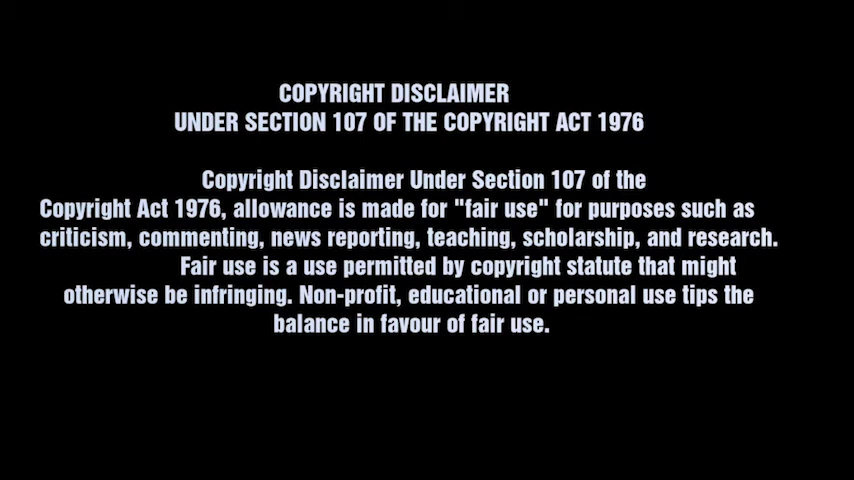 COPYRIGHT DISCLAIMER
UNDER SECTION 107 OF THE COPYRIGHT ACT 1976
Copyright Disclaimer Under Section 107 of the
Copyright Act 1976, allowance is made for "fair use" for purposes such as
criticism, commenting, news reporting, teaching, scholarship, and research.
Fair use is a use permitted by copyright statute that might
otherwise be infringing. Non-profit, educational or personal use tips the
balance in favour of fair use.